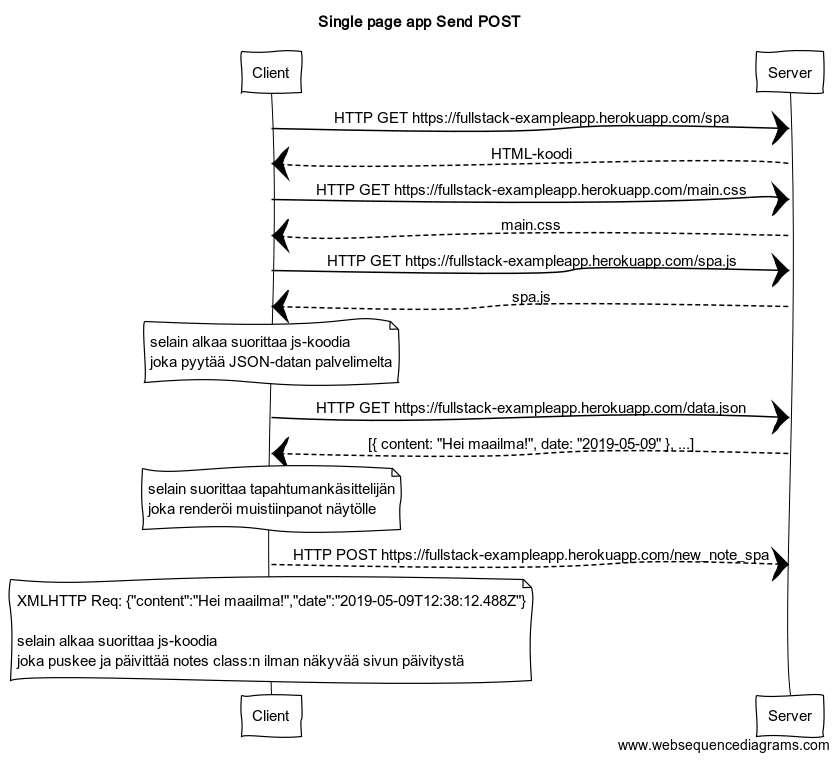 Single page app Send POST
Client
Server
HTTP GET https://fullstack-exampleapp.herokuapp.com/spa
HTML-koodi
HTTP GET https://fullstack-exampleapp.herokuapp.com/main.css
main.css
HTTP GET https://fullstack-exampleapp.herokuapp.com/spa.js
spa.js
selain alkaa suorittaa js-koodia
joka pyytää JSON-datan palvelimelta
HTTP GET https://fullstack-exampleapp.herokuapp.com/data.json
[{ content: "Hei maailma!", date: "2019-05-09" }, ...]
selain suorittaa tapahtumankäsittelijän
joka renderöi muistiinpanot näytölle
HTTP POST https://fullstack-exampleapp.herokuapp.com/new_note_spa
XMLHTTP Req: {"content":"Hei maailma!","date":"2019-05-09T12:38:12.488Z"}
selain alkaa suorittaa js-koodia
joka puskee ja päivittää notes class:n ilman näkyvää sivun päivitystä
Client
Server
www.websequencediagrams.com